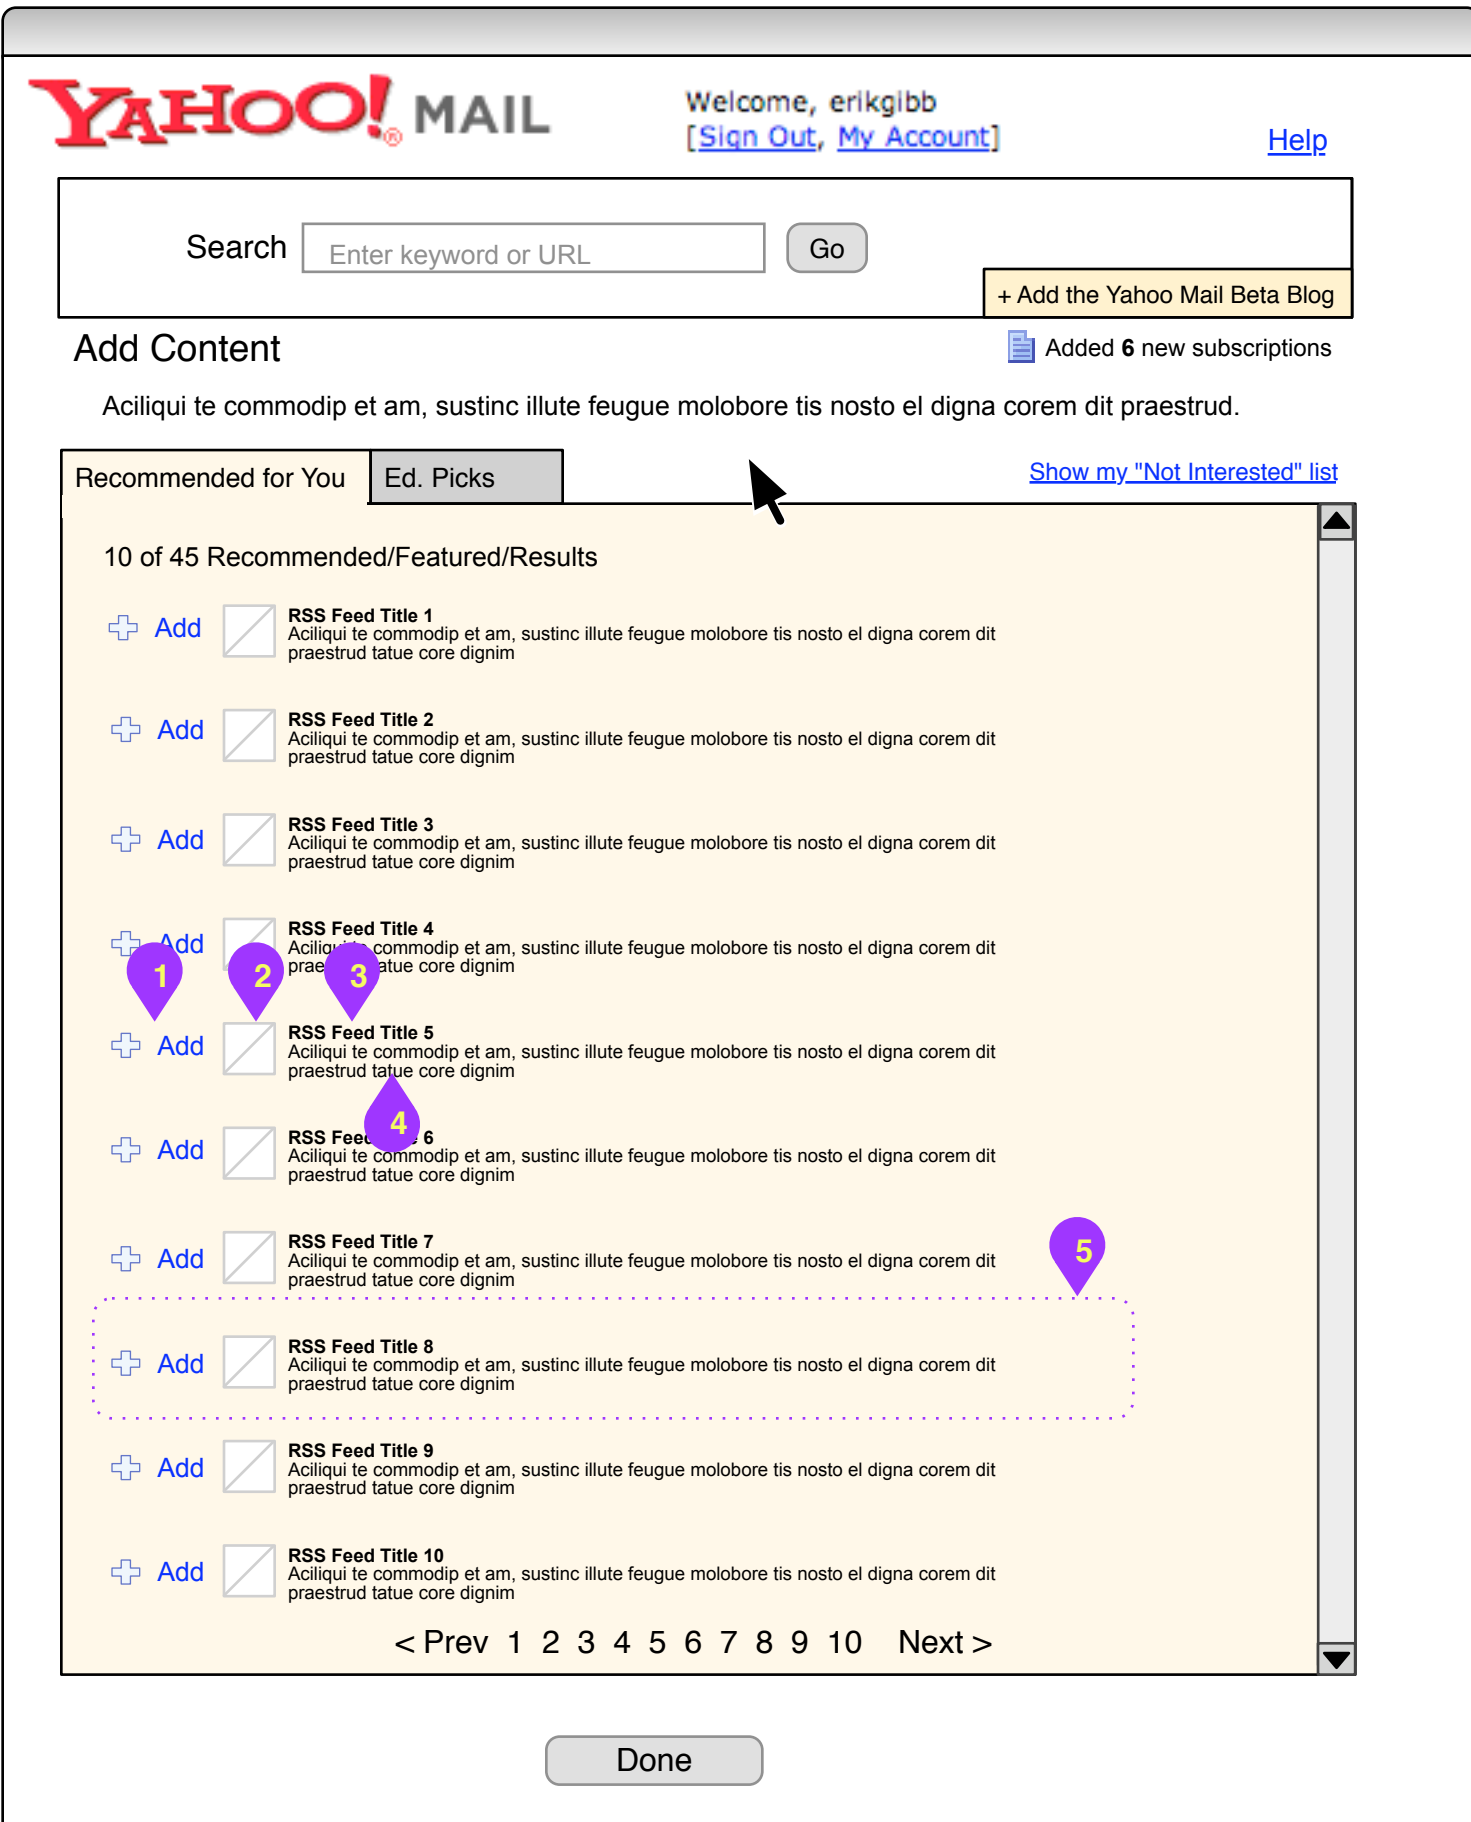 YAHOO!® MAIL
Welcome, erikgibb
[Sign Out, My Account]
Help
Search
Enter keyword or URL
Go
+ Add the Yahoo Mail Beta Blog
Add Content
Added 6 new subscriptions
Aciliqui te commodip et am, sustinc illute feugue molobore tis nosto el digna corem dit praestrud.
Recommended for You
Ed. Picks
Show my "Not Interested" list
10 of 45 Recommended/Featured/Results
Add
RSS Feed Title 1
Aciliqui te commodip et am, sustinc illute feugue molobore tis nosto el digna corem dit
praestrud tatue core dignim
Add
RSS Feed Title 2
Aciliqui te commodip et am, sustinc illute feugue molobore tis nosto el digna corem dit
praestrud tatue core dignim
Add
RSS Feed Title 3
Aciliqui te commodip et am, sustinc illute feugue molobore tis nosto el digna corem dit
praestrud tatue core dignim
Add
RSS Feed Title 4
commodip et am, sustinc illute feugue molobore tis nosto el digna corem dit
core dignim
1
2
3
Add
RSS Feed Title 5
Aciliqui te commodip et am, sustinc illute feugue molobore tis nosto el digna corem dit
praestrud tatue core dignim
4
Add
RSS Feed 6
Aciliqui te commodip et am, sustinc illute feugue molobore tis nosto el digna corem dit
praestrud tatue core dignim
Add
RSS Feed Title 7
Aciliqui te commodip et am, sustinc illute feugue molobore tis nosto el digna corem dit
praestrud tatue core dignim
5
Add
RSS Feed Title 8
Aciliqui te commodip et am, sustinc illute feugue molobore tis nosto el digna corem dit
praestrud tatue core dignim
Add
RSS Feed Title 9
Aciliqui te commodip et am, sustinc illute feugue molobore tis nosto el digna corem dit
praestrud tatue core dignim
Add
RSS Feed Title 10
Aciliqui te commodip et am, sustinc illute feugue molobore tis nosto el digna corem dit
praestrud tatue core dignim
< Prev 1 2 3 4 5 6 7 8 9 10 Next >
Done